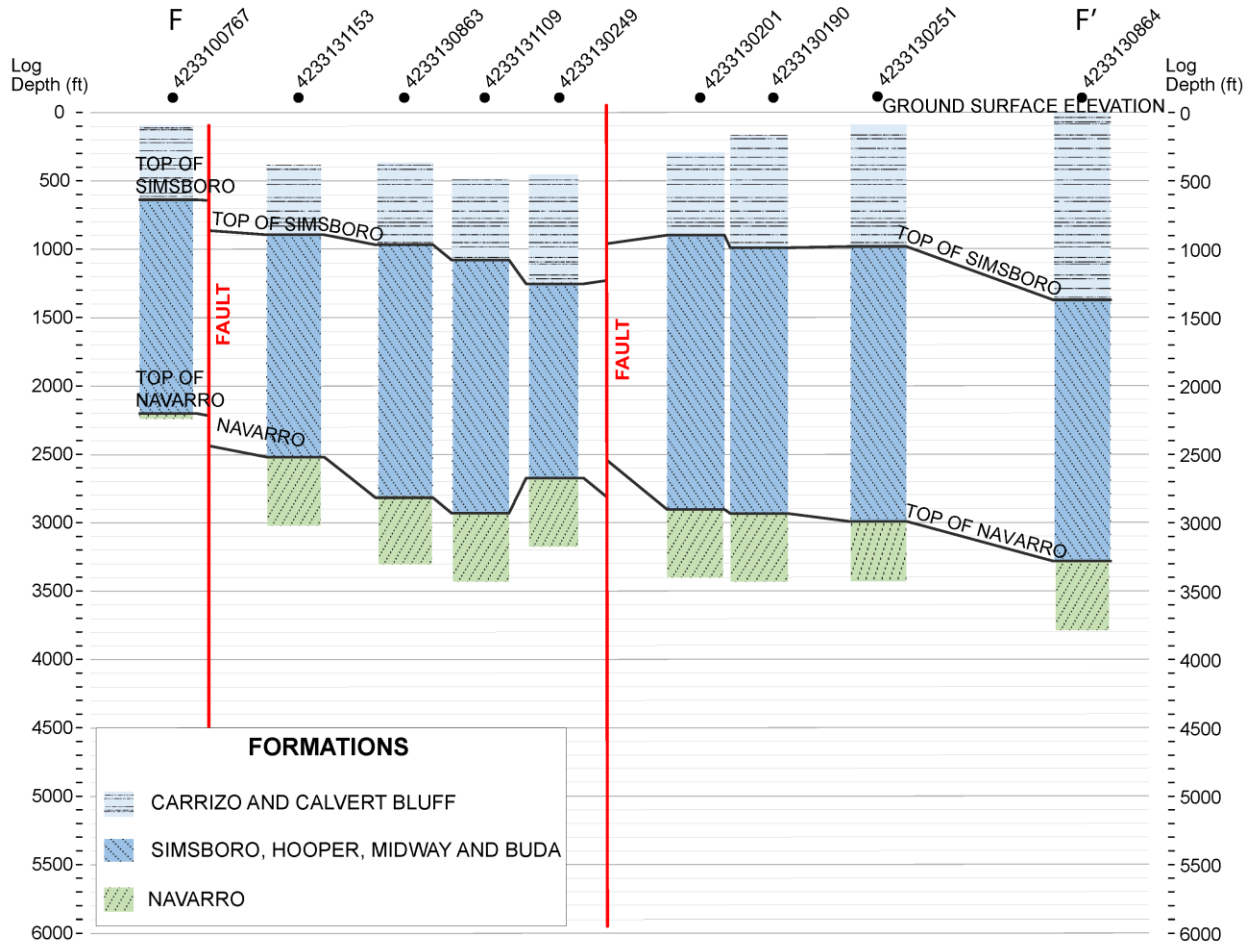 F
F'
4233100767
4233131153
4233130863
4233131109
4233130249
4233130201
4233130190
4233130251
4233130864
Log
Depth (ft)
Log
Depth (ft)
GROUND SURFACE ELEVATION
0
500
1000
1500
2000
2500
3000
3500
4000
4500
5000
5500
6000
0
500
1000
1500
2000
2500
3000
3500
4000
4500
5000
5500
6000
TOP OF
SIMSBORO
TOP OF SIMSBORO
TOP OF SIMSBORO
FAULT
FAULT
TOP OF
NAVARRO
NAVARRO
TOP OF NAVARRO
FORMATIONS
CARRIZO AND CALVERT BLUFF
SIMSBORO, HOOPER, MIDWAY AND BUDA
NAVARRO